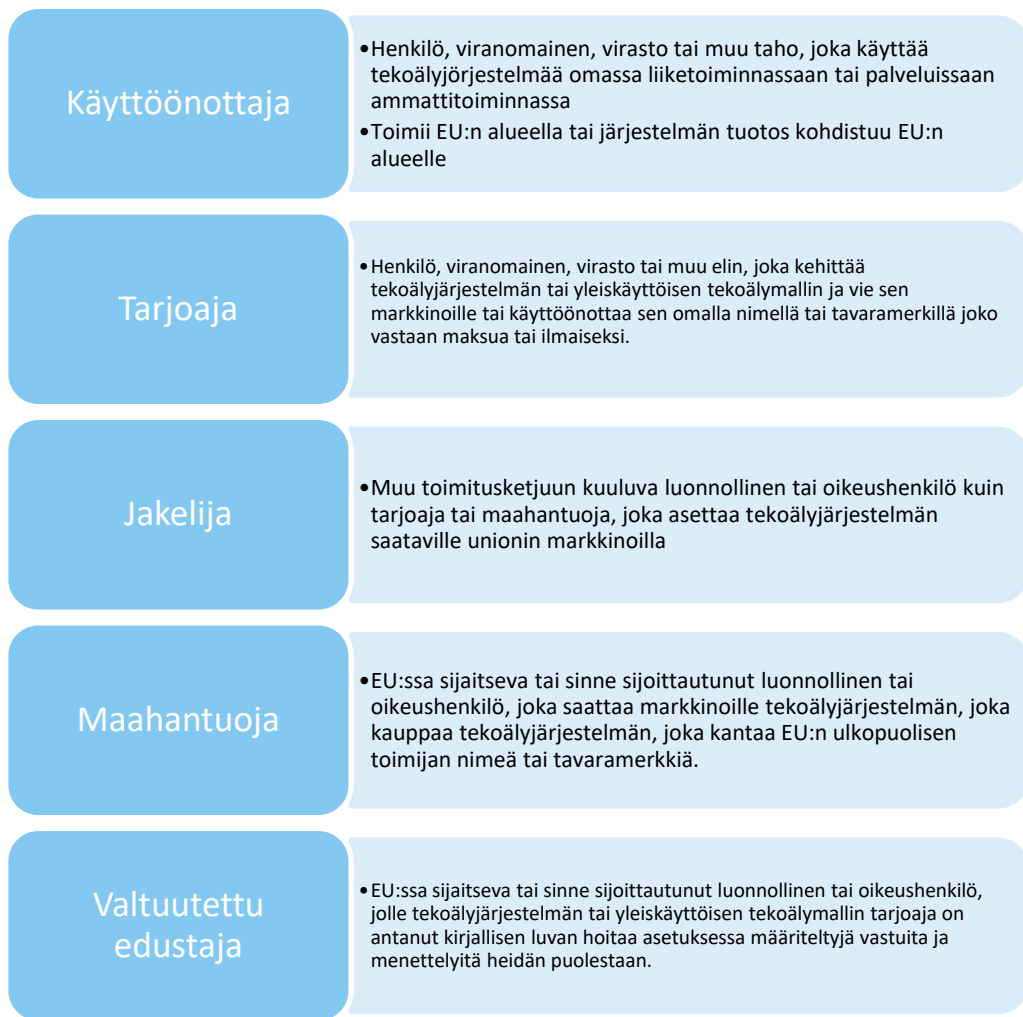 Käyttöönottaja
•Henkilö, viranomainen, virasto tai muu taho, joka käyttää
tekoälyjörjestelmää omassa liiketoiminnassaan tai palveluissaan
ammattitoiminnassa
•Toimii EU:n alueella tai järjestelmän tuotos kohdistuu EU:n
alueelle
Tarjoaja
•Henkilö, viranomainen, virasto tai muu elin, joka kehittää
tekoälyjärjestelmän tai yleiskäyttöisen tekoälymallin ja vie sen
markkinoille tai käyttöönottaa sen omalla nimellä tai tavaramerkillä joko
vastaan maksua tai ilmaiseksi.
Jakelija
•Muu toimitusketjuun kuuluva luonnollinen tai oikeushenkilö kuin
tarjoaja tai maahantuoja, joka asettaa tekoälyjärjestelmän
saataville unionin markkinoilla
Maahantuoja
•EU:ssa sijaitseva tai sinne sijoittautunut luonnollinen tai
oikeushenkilö, joka saattaa markkinoille tekoälyjärjestelmän, joka
kauppaa tekoälyjärjestelmän, joka kantaa EU:n ulkopuolisen
toimijan nimeä tai tavaramerkkiä.
Valtuutettu
edustaja
•EU:ssa sijaitseva tai sinne sijoittautunut luonnollinen tai oikeushenkilö,
jolle tekoälyjärjestelmän tai yleiskäyttöisen tekoälymallin tarjoaja on
antanut kirjallisen luvan hoitaa asetuksessa määriteltyjä vastuita ja
menettelyitä heidän puolestaan.